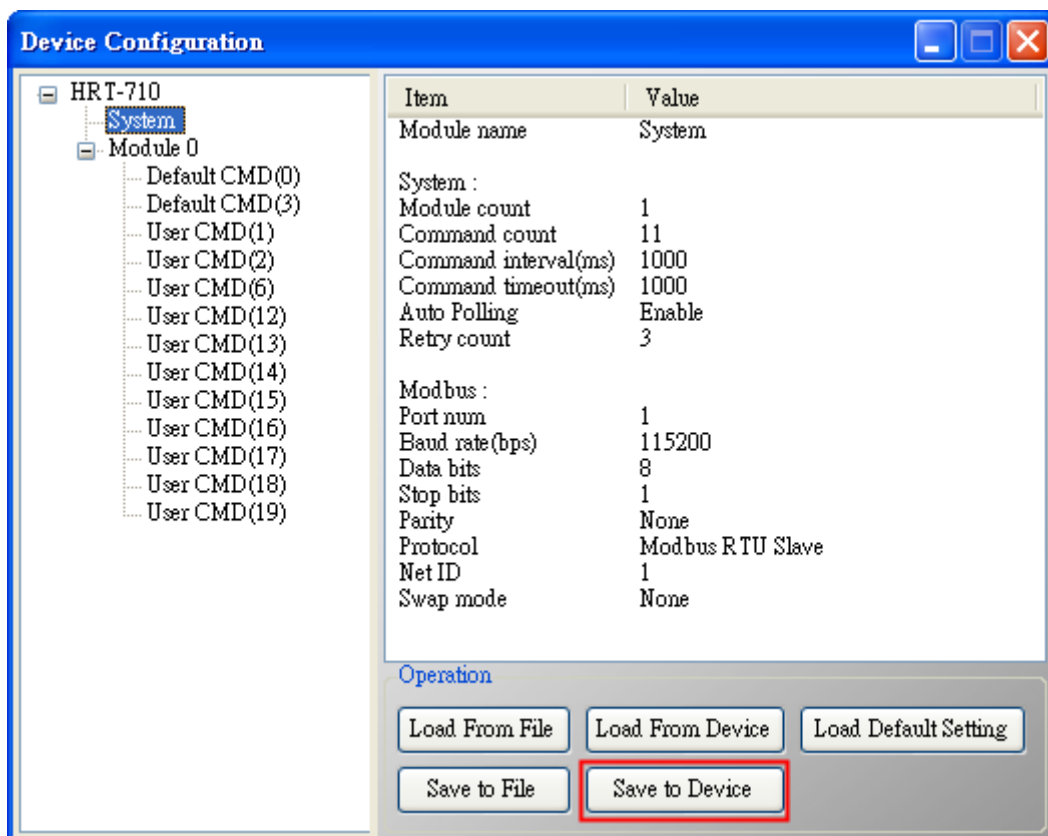 Device Configuration
HRT-710
System
Module 0
Default CMD(0)
Default CMD(3)
User CMD(1)
User CMD(2)
User CMD(6)
User CMD(12)
User CMD(13)
User CMD(14)
User CMD(15)
User CMD(16)
User CMD(17)
User CMD(18)
User CMD(19)
Item Value
Module name System
System :
Module count 1
Command count 11
Command interval(ms) 1000
Command timeout(ms) 1000
Auto Polling Enable
Retry count 3
Modbus :
Port num 1
Baud rate(bps) 115200
Data bits 8
Stop bits 1
Parity None
Protocol Modbus RTU Slave
Net ID 1
Swap mode None
Operation
Load From File Load From Device Load Default Setting
Save to File Save to Device